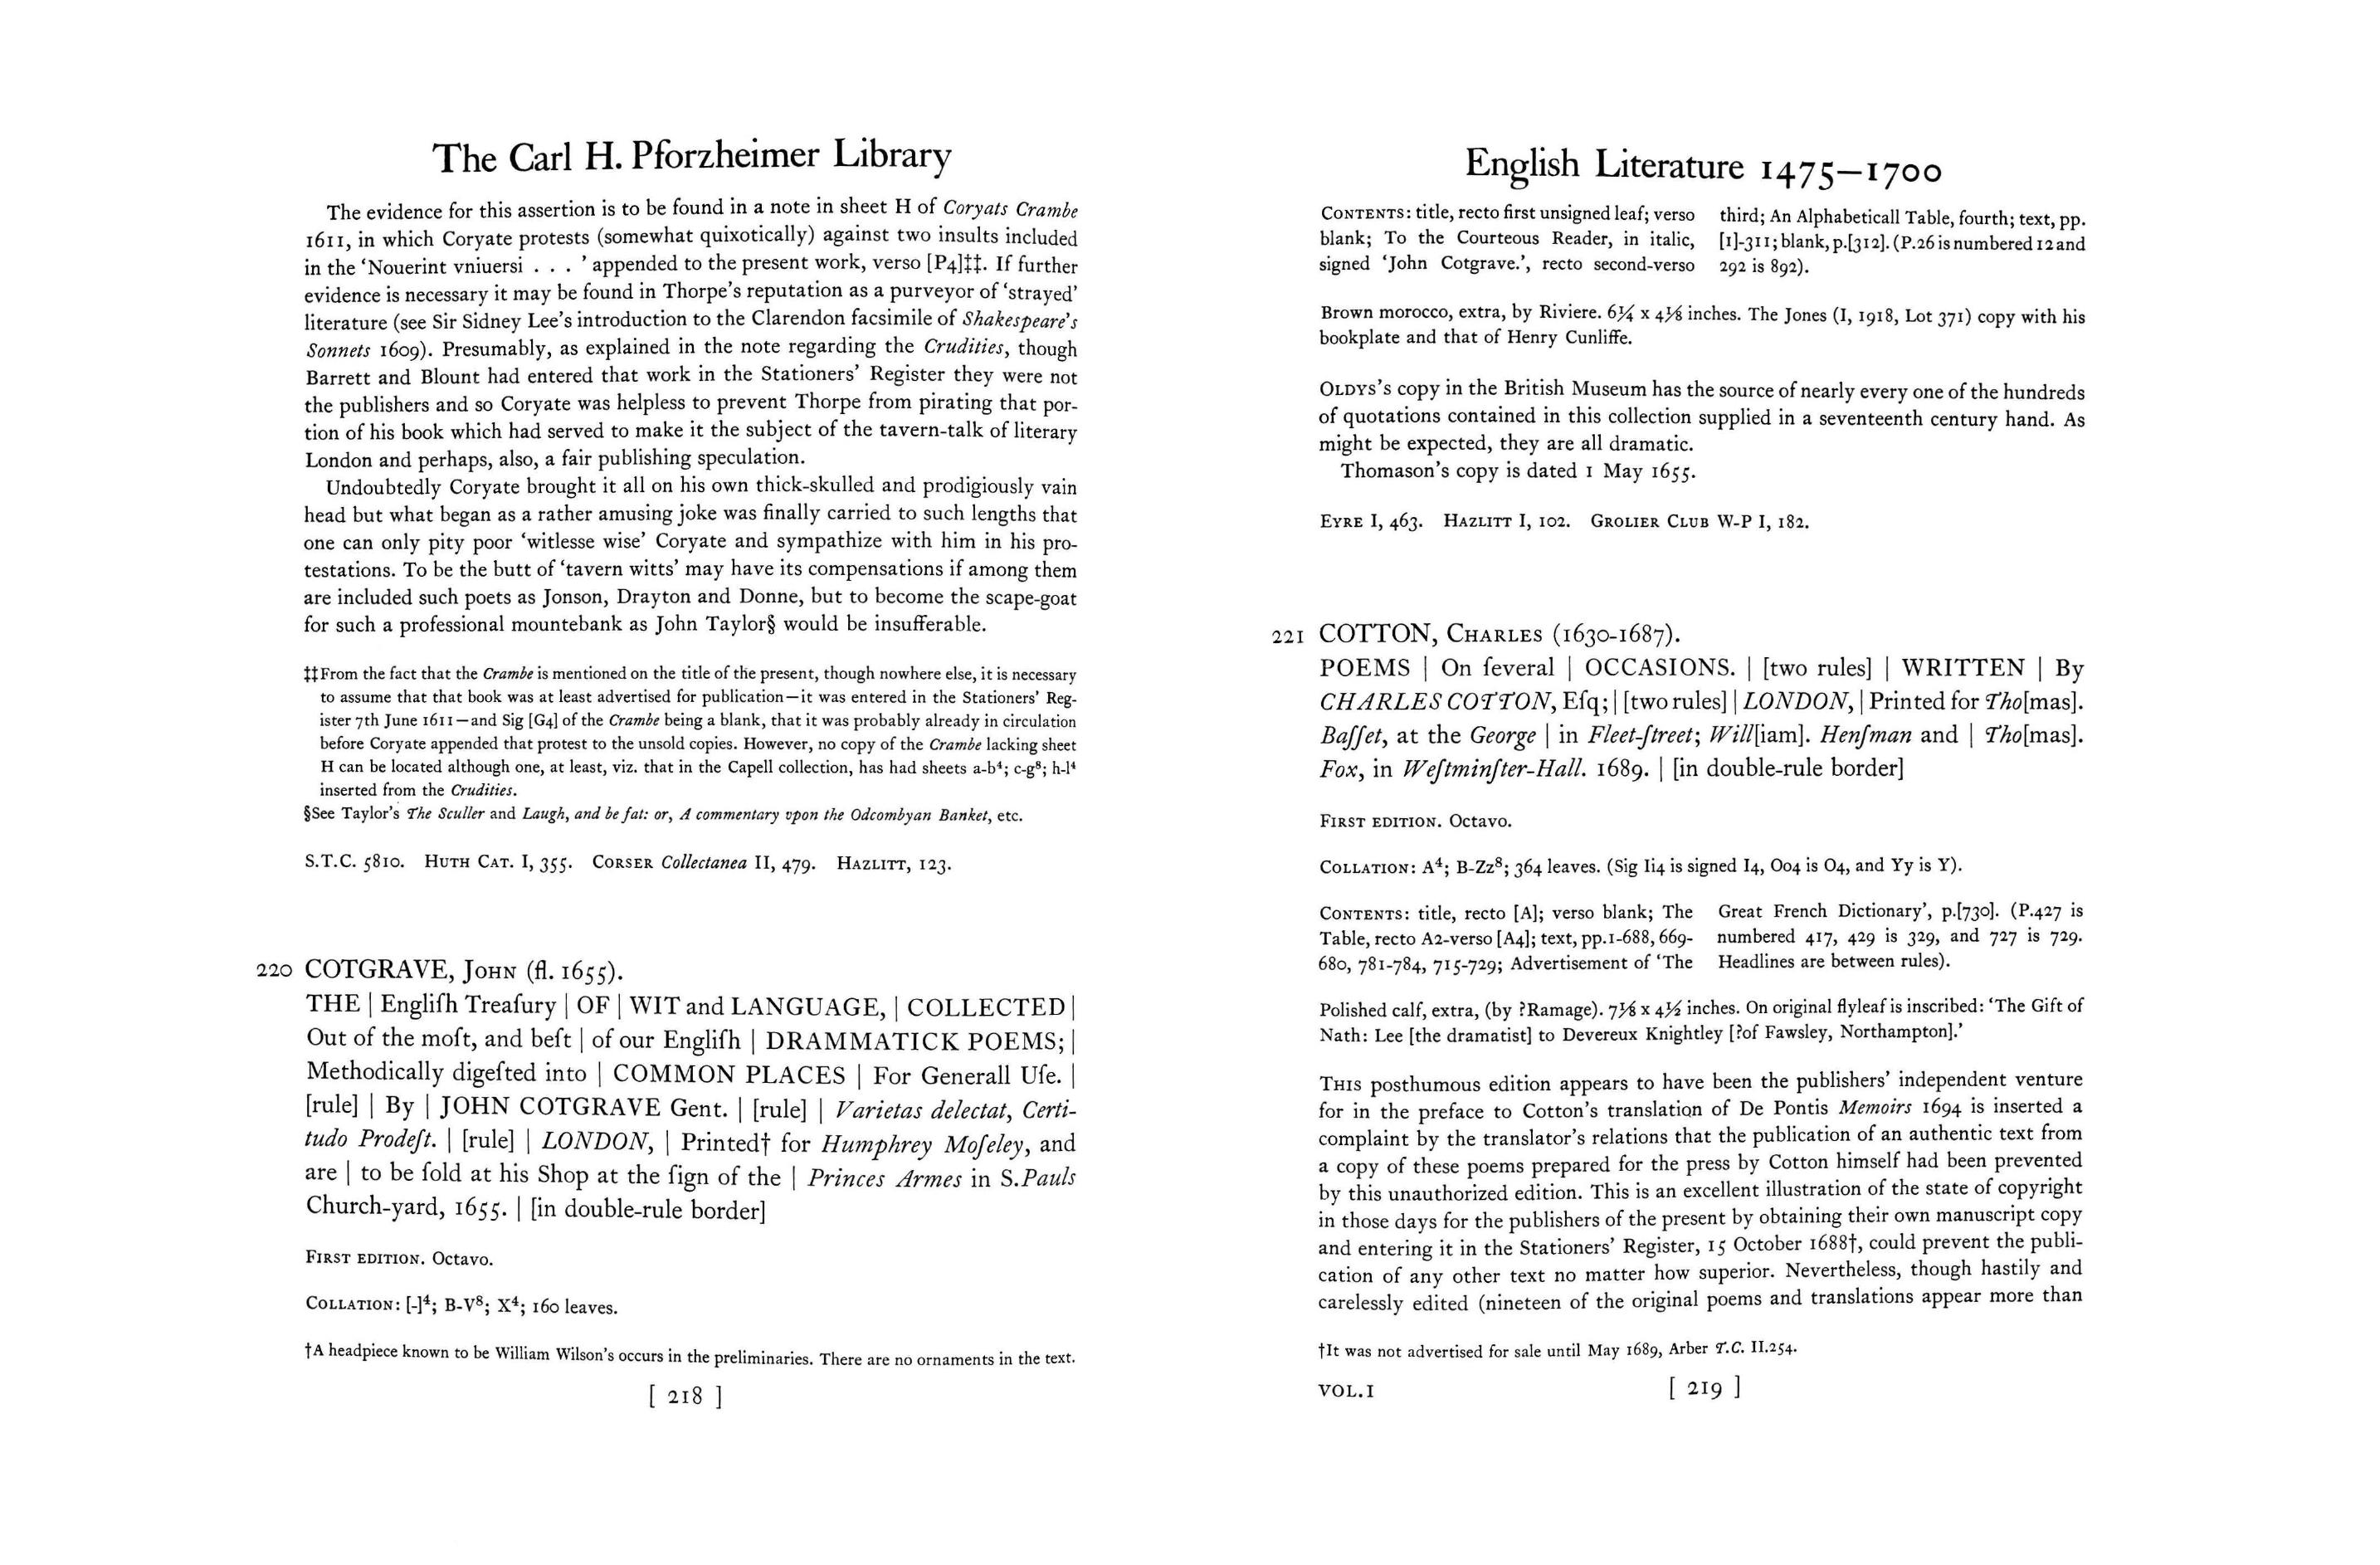 The Carl H. Pforzheimer Library
The evidence for this assertion is to be found in a note in sheet H of Coryats Crambe
1611, in which Coryate protests (somewhat quixotically) against two insults included
in the ‘Nouerint vniuersi . . . ’ appended to the present work, verso [P4]‡‡. If further
evidence is necessary it may be found in Thorpe’s reputation as a purveyor of ‘strayed’
literature (see Sir Sidney Lee’s introduction to the Clarendon facsimile of Shakespeare’s
Sonnets 1609). Presumably, as explained in the note regarding the Crudities, though
Barrett and Blount had entered that work in the Stationers’ Register they were not
the publishers and so Coryate was helpless to prevent Thorpe from pirating that por-
tion of his book which had served to make it the subject of the tavern-talk of literary
London and perhaps, also, a fair publishing speculation.
Undoubtedly Coryate brought it all on his own thick-skulled and prodigiously vain
head but what began as a rather amusing joke was finally carried to such lengths that
one can only pity poor ‘witlesse wise’ Coryate and sympathize with him in his pro-
testations. To be the butt of ‘tavern witts’ may have its compensations if among them
are included such poets as Jonson, Drayton and Donne, but to become the scape-goat
for such a professional mountebank as John Taylor§ would be insufferable.
‡‡From the fact that the Crambe is mentioned on the title of the present, though nowhere else, it is necessary
to assume that that book was at least advertised for publication—it was entered in the Stationers’ Reg-
ister 7th June 1611—and Sig [G4] of the Crambe being a blank, that it was probably already in circulation
before Coryate appended that protest to the unsold copies. However, no copy of the Crambe lacking sheet
H can be located although one, at least, viz. that in the Capell collection, has had sheets a-b⁴; c-g⁸; h-l⁴
inserted from the Crudities.
§See Taylor’s The Sculler and Laugh, and be fat: or, A commentary vpon the Odcombyan Banket, etc.
S.T.C. 5810. HUTH CAT. I, 355. CORSER Collectanea II, 479. HAZLITT, 123.
220 COTGRAVE, JOHN (fl. 1655).
THE | Engliſh Treaſury | OF | WIT and LANGUAGE, | COLLECTED |
Out of the moſt, and beſt | of our Engliſh | DRAMMATICK POEMS; |
Methodically digeſted into | COMMON PLACES | For Generall Uſe. |
[rule] | By | JOHN COTGRAVE Gent. | [rule] | Varietas delectat, Certi-
tudo Prodeſt. | [rule] | LONDON, | Printed† for Humphrey Moſeley, and
are | to be ſold at his Shop at the ſign of the | Princes Armes in S.Pauls
Church-yard, 1655. | [in double-rule border]
FIRST EDITION. Octavo.
COLLATION: [-]⁴; B-V⁸; X⁴; 160 leaves.
†A headpiece known to be William Wilson’s occurs in the preliminaries. There are no ornaments in the text.
[ 218 ]
English Literature 1475—1700
CONTENTS: title, recto first unsigned leaf; verso
blank; To the Courteous Reader, in italic,
signed ‘John Cotgrave.’, recto second-verso
third; An Alphabeticall Table, fourth; text, pp.
[1]-311; blank, p.[312]. (P.26 is numbered 12 and
292 is 892).
Brown morocco, extra, by Riviere. 6¼ x 4⅛ inches. The Jones (I, 1918, Lot 371) copy with his
bookplate and that of Henry Cunliffe.
OLDYS’s copy in the British Museum has the source of nearly every one of the hundreds
of quotations contained in this collection supplied in a seventeenth century hand. As
might be expected, they are all dramatic.
Thomason’s copy is dated 1 May 1655.
EYRE I, 463. HAZLITT I, 102. GROLIER CLUB W-P I, 182.
221 COTTON, CHARLES (1630-1687).
POEMS | On ſeveral | OCCASIONS. | [two rules] | WRITTEN | By
CHARLES COTTON, Eſq; | [two rules] | LONDON, | Printed for Tho[mas].
Baſſet, at the George | in Fleet-ſtreet; Will[iam]. Henſman and | Tho[mas].
Fox, in Weſtminſter-Hall. 1689. | [in double-rule border]
FIRST EDITION. Octavo.
COLLATION: A⁴; B-Zz⁸; 364 leaves. (Sig Ii4 is signed I4, Oo4 is O4, and Yy is Y).
CONTENTS: title, recto [A]; verso blank; The
Table, recto A2-verso [A4]; text, pp.1-688, 669-
680, 781-784, 715-729; Advertisement of ‘The
Great French Dictionary’, p.[730]. (P.427 is
numbered 417, 429 is 329, and 727 is 729.
Headlines are between rules).
Polished calf, extra, (by ?Ramage). 7⅛ x 4½ inches. On original flyleaf is inscribed: ‘The Gift of
Nath: Lee [the dramatist] to Devereux Knightley [?of Fawsley, Northampton].’
THIS posthumous edition appears to have been the publishers’ independent venture
for in the preface to Cotton’s translation of De Pontis Memoirs 1694 is inserted a
complaint by the translator’s relations that the publication of an authentic text from
a copy of these poems prepared for the press by Cotton himself had been prevented
by this unauthorized edition. This is an excellent illustration of the state of copyright
in those days for the publishers of the present by obtaining their own manuscript copy
and entering it in the Stationers’ Register, 15 October 1688†, could prevent the publi-
cation of any other text no matter how superior. Nevertheless, though hastily and
carelessly edited (nineteen of the original poems and translations appear more than
†It was not advertised for sale until May 1689, Arber T.C. II.254.
VOL.I
[ 219 ]